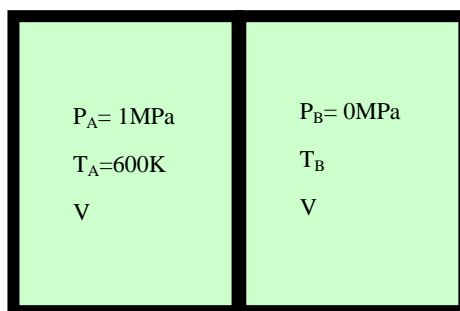 P_A= 1MPa
T_A=600K
V
P_B= 0MPa
T_B
V